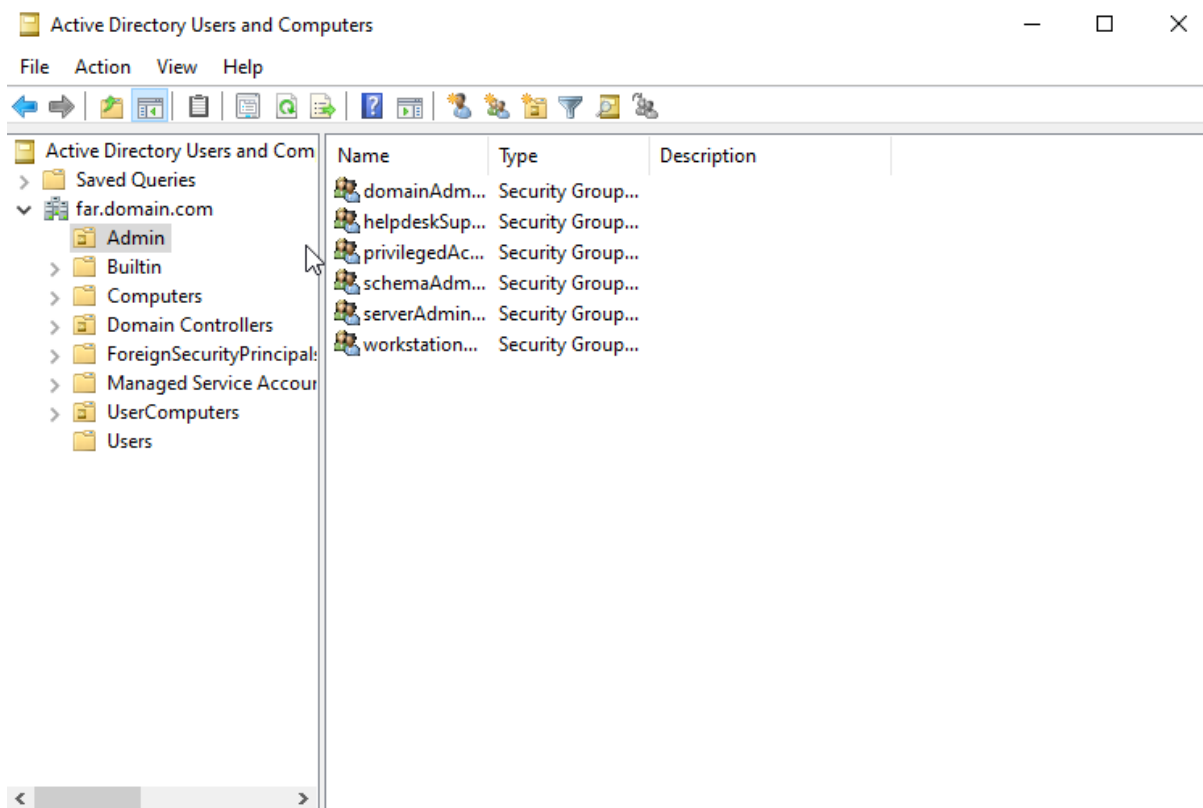 Active Directory Users and Computers
File Action View Help
Active Directory Users and Com
Saved Queries
far.domain.com
Admin
Builtin
Computers
Domain Controllers
ForeignSecurityPrincipals
Managed Service Accour
UserComputers
Users
Name Type Description
domainAdm... Security Group...
helpdeskSup... Security Group...
privilegedAc... Security Group...
schemaAdm... Security Group...
serverAdmin... Security Group...
workstation... Security Group...